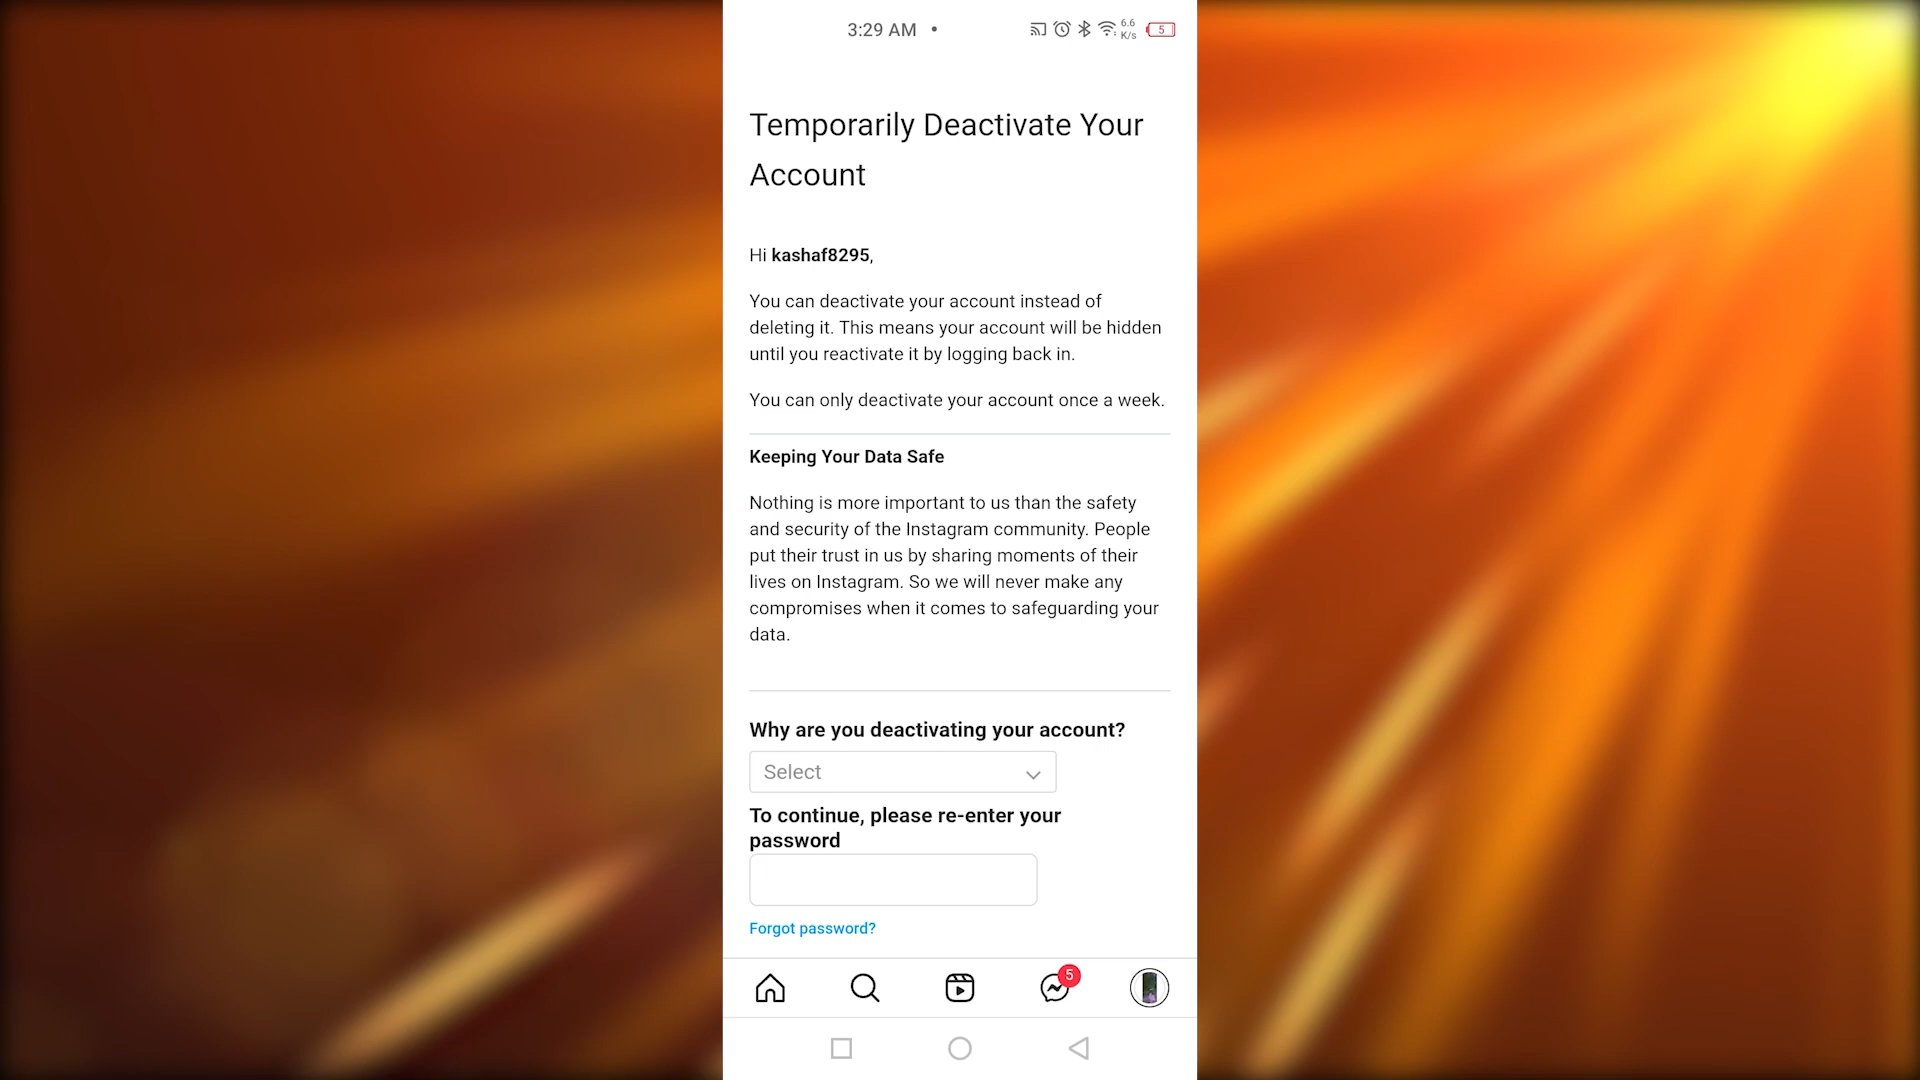 3:29 AM •
6.6
K/s
5
Temporarily Deactivate Your
Account
Hi kashaf8295,
You can deactivate your account instead of
deleting it. This means your account will be hidden
until you reactivate it by logging back in.
You can only deactivate your account once a week.
Keeping Your Data Safe
Nothing is more important to us than the safety
and security of the Instagram community. People
put their trust in us by sharing moments of their
lives on Instagram. So we will never make any
compromises when it comes to safeguarding your
data.
Why are you deactivating your account?
Select
To continue, please re-enter your
password
Forgot password?
5